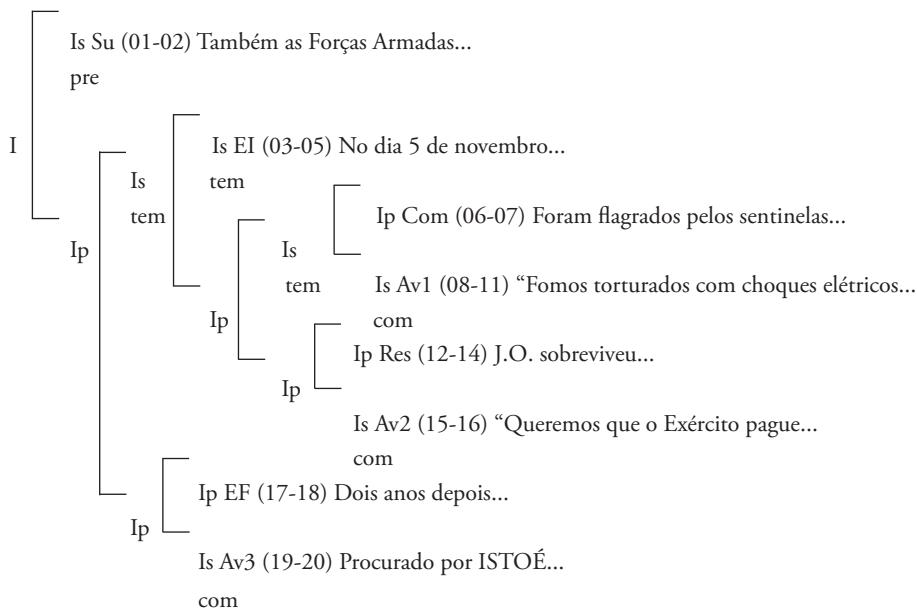 Is Su (01-02) Também as Forças Armadas...
pre
I
Is EI (03-05) No dia 5 de novembro...
Is
tem
tem
Ip Com (06-07) Foram flagrados pelos sentinelas...
Ip
Is
tem
Is Av1 (08-11) “Fomos torturados com choques elétricos...
com
Ip
Ip Res (12-14) J.O. sobreviveu...
Ip
Is Av2 (15-16) “Queremos que o Exército pague...
com
Ip EF (17-18) Dois anos depois...
Ip
Is Av3 (19-20) Procurado por ISTOÉ...
com